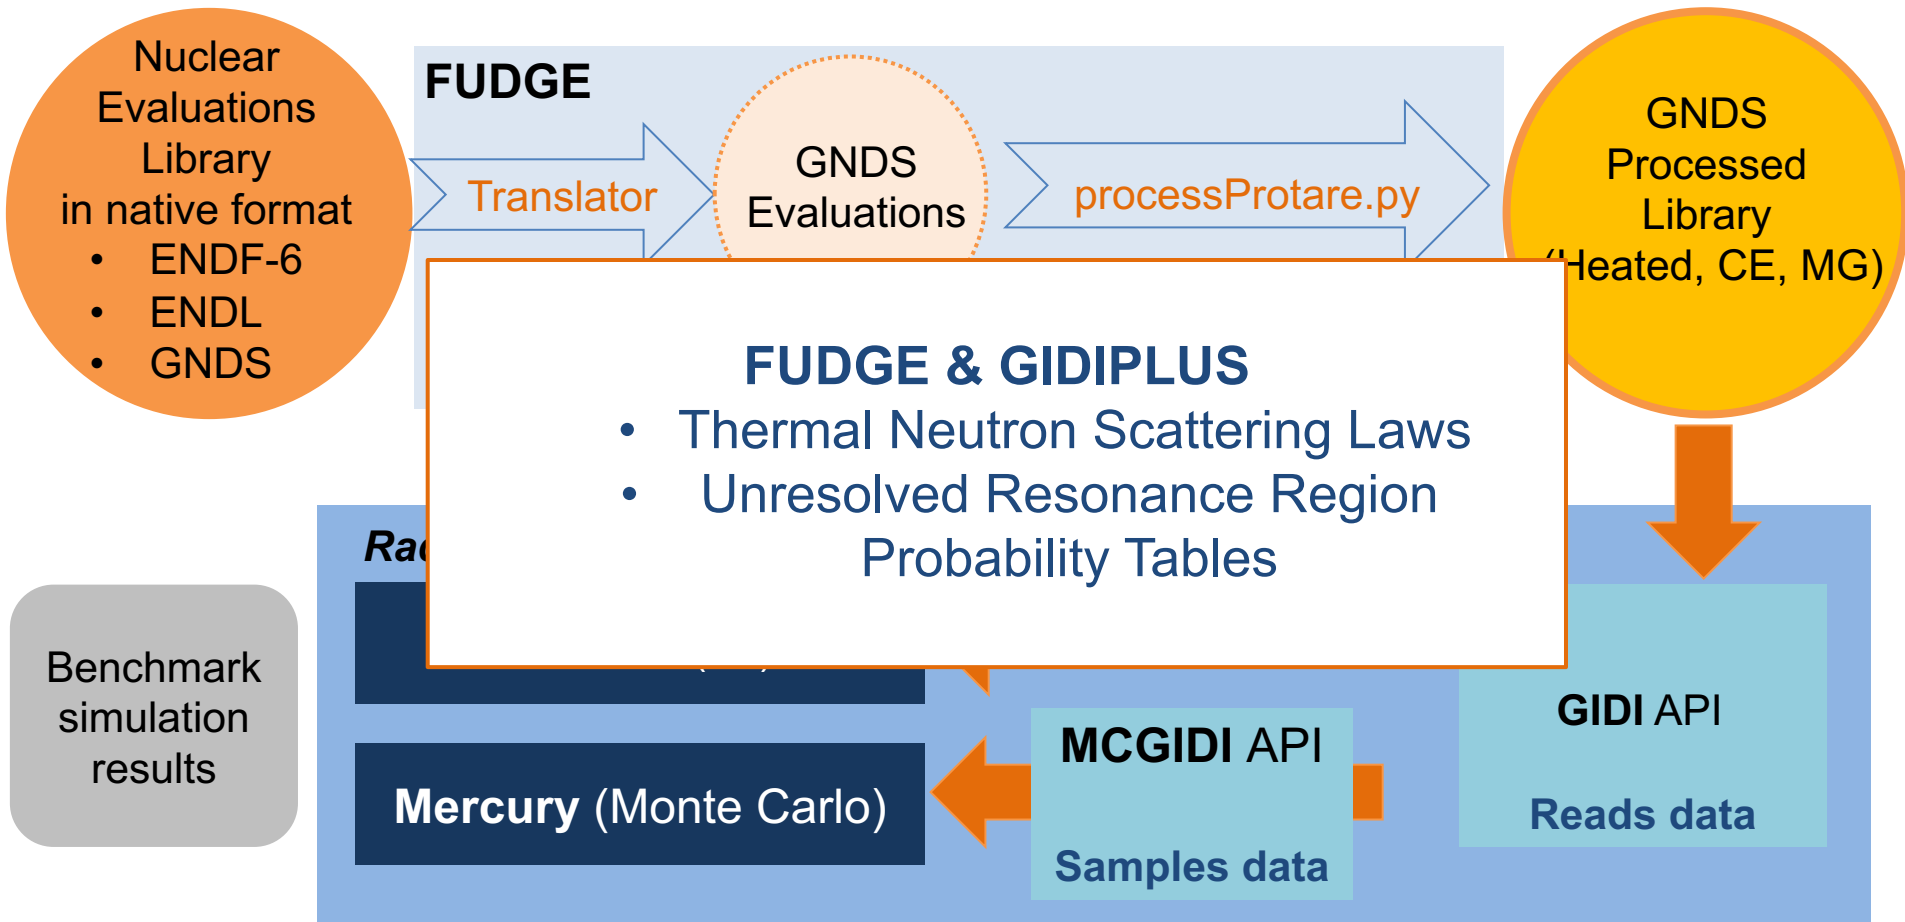 Nuclear
Evaluations
Library
in native format
• ENDF-6
• ENDL
• GNDS
FUDGE
Translator
GNDS
Evaluations
processProtare.py
GNDS
Processed
Library
(Heated, CE, MG)
FUDGE & GIDIPLUS
• Thermal Neutron Scattering Laws
• Unresolved Resonance Region
Probability Tables
Benchmark
simulation
results
Mercury (Monte Carlo)
MCGIDI API
Samples data
GIDI API
Reads data